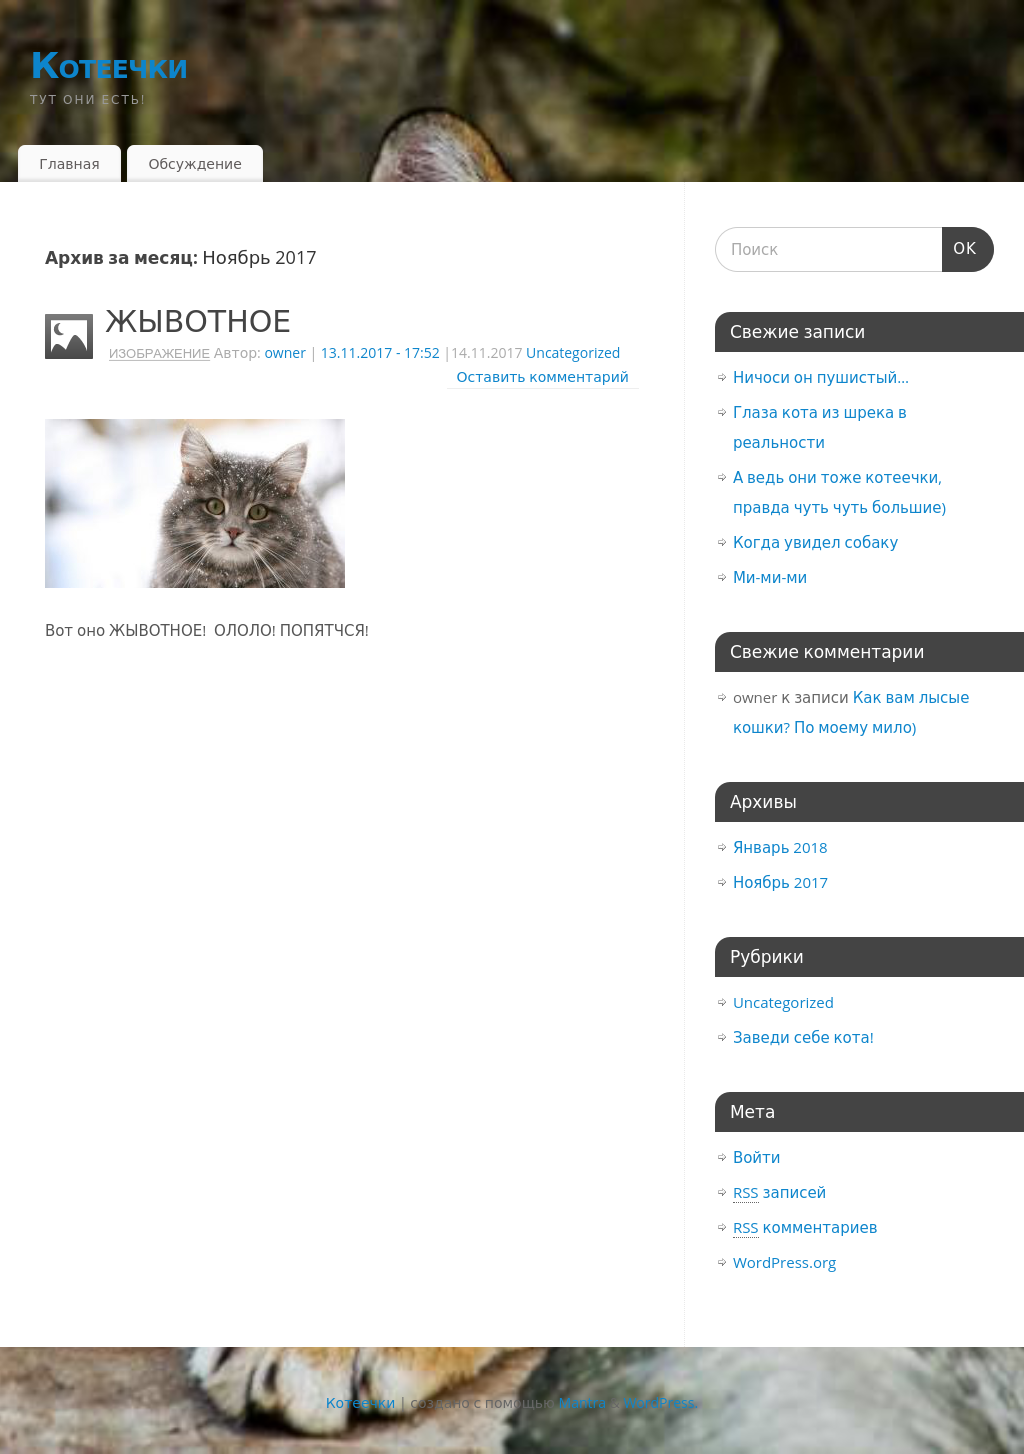 Котеечки
ТУТ ОНИ ЕСТЬ!
Главная
Обсуждение
Архив за месяц: Ноябрь 2017
ЖЫВОТНОЕ
ИЗОБРАЖЕНИЕ Автор: owner | 13.11.2017 - 17:52 |14.11.2017 Uncategorized
Оставить комментарий
Вот оно ЖЫВОТНОЕ!  ОЛОЛО! ПОПЯТЧСЯ!
Поиск
OK
Свежие записи
Ничоси он пушистый…
Глаза кота из шрека в
реальности
А ведь они тоже котеечки,
правда чуть чуть большие)
Когда увидел собаку
Ми-ми-ми
Свежие комментарии
owner к записи Как вам лысые
кошки? По моему мило)
Архивы
Январь 2018
Ноябрь 2017
Рубрики
Uncategorized
Заведи себе кота!
Мета
Войти
RSS записей
RSS комментариев
WordPress.org
Котеечки | создано с помощью Mantra & WordPress.